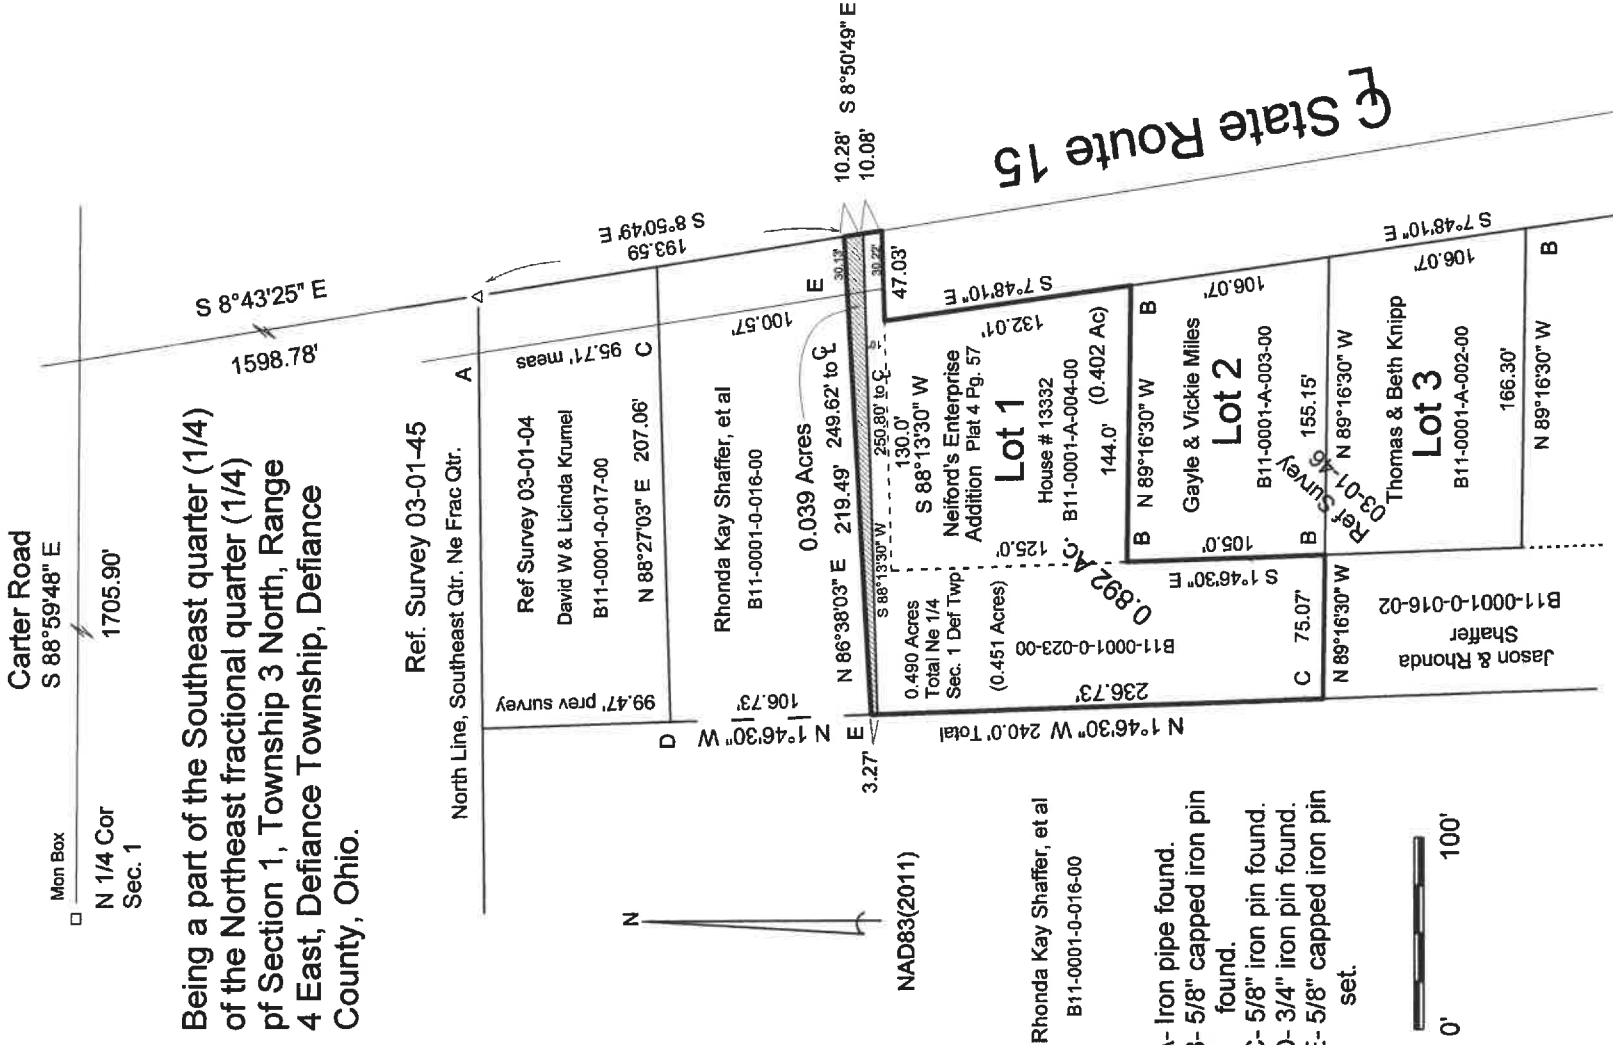 Carter Road
S 88°59'48" E
1705.90'
Mon Box
N 1/4 Cor
Sec. 1
Being a part of the Southeast quarter (1/4)
of the Northeast fractional quarter (1/4)
pf Section 1, Township 3 North, Range
4 East, Defiance Township, Defiance
County, Ohio.
S 8°43'25" E
1598.78'
Ref. Survey 03-01-45
North Line, Southeast Qtr. Ne Frac Qtr.
A
S 8°50'49" E
193.59
Ref Survey 03-01-04
David W & Licinda Krumel
B11-0001-0-017-00
N 88°27'03" E 207.06'
95.71' meas
C
99.47' prev survey
D
Rhonda Kay Shaffer, et al
B11-0001-0-016-00
100.57'
E
106.73'
N 1°46'30" W
E
0.039 Acres
N 86°38'03" E 219.49' 249.62' to ℄
30.13'
10.28' S 8°50'49" E
10.08'
S 88°13'30" W
250.80' to ℄
10'
30.22'
47.03'
3.27'
130.0'
S 88°13'30" W
Neiford's Enterprise
Addition Plat 4 Pg. 57
Lot 1
House # 13332
B11-0001-A-004-00
144.0' (0.402 Ac)
125.0'
132.01'
S 7°48'10" E
0.490 Acres
Total Ne 1/4
Sec. 1 Def Twp
(0.451 Acres)
B11-0001-0-023-00
0.892 AC.
236.73'
N 1°46'30" W 240.0' Total
B N 89°16'30" W B
Gayle & Vickie Miles
Lot 2
B11-0001-A-003-00
155.15'
106.07'
105.0'
S 1°46'30" E
B
C 75.07'
N 89°16'30" W
N 89°16'30" W
Ref Survey
03-01-46
Thomas & Beth Knipp
Lot 3
B11-0001-A-002-00
166.30'
N 89°16'30" W
106.07'
S 7°48'10" E
B
Jason & Rhonda
Shaffer
B11-0001-0-016-02
℄ State Route 15
N
NAD83(2011)
Rhonda Kay Shaffer, et al
B11-0001-0-016-00
A- Iron pipe found.
B- 5/8" capped iron pin
found.
C- 5/8" iron pin found.
D- 3/4" iron pin found.
E- 5/8" capped iron pin
set.
0' 100'